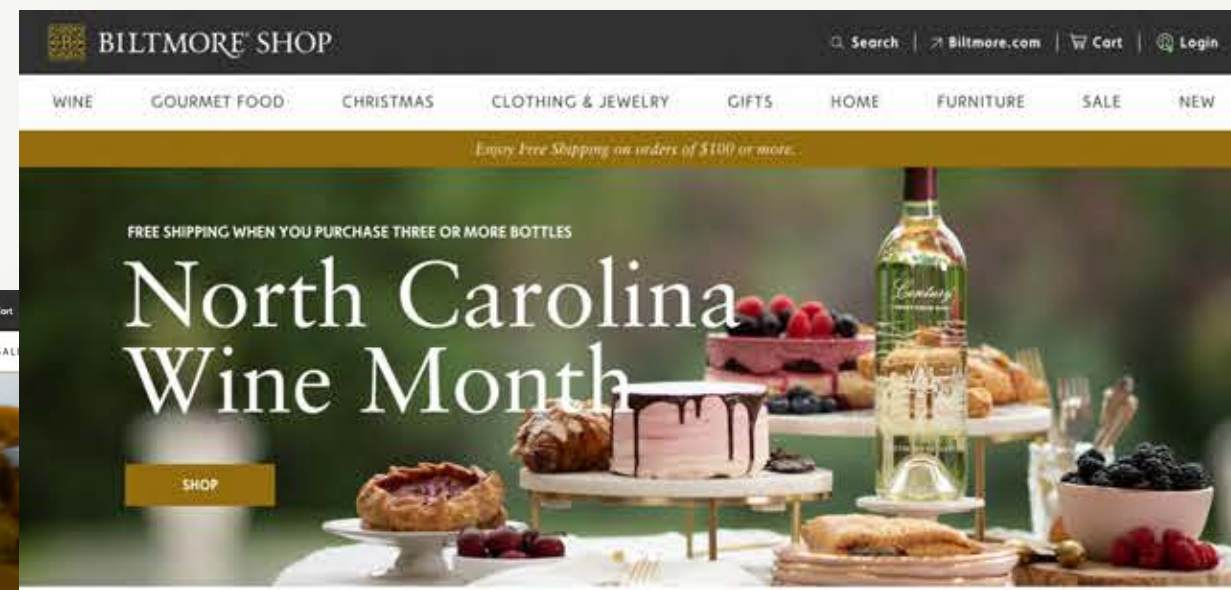 BILTMORE® SHOP
Search
Biltmore.com
Cart
Login
WINE
GOURMET FOOD
CHRISTMAS
CLOTHING & JEWELRY
GIFTS
HOME
FURNITURE
SALE
NEW
Enjoy Free Shipping on orders of $100 or more.
FREE SHIPPING WHEN YOU PURCHASE THREE OR MORE BOTTLES
North Carolina
Wine Month
Century
SHOP